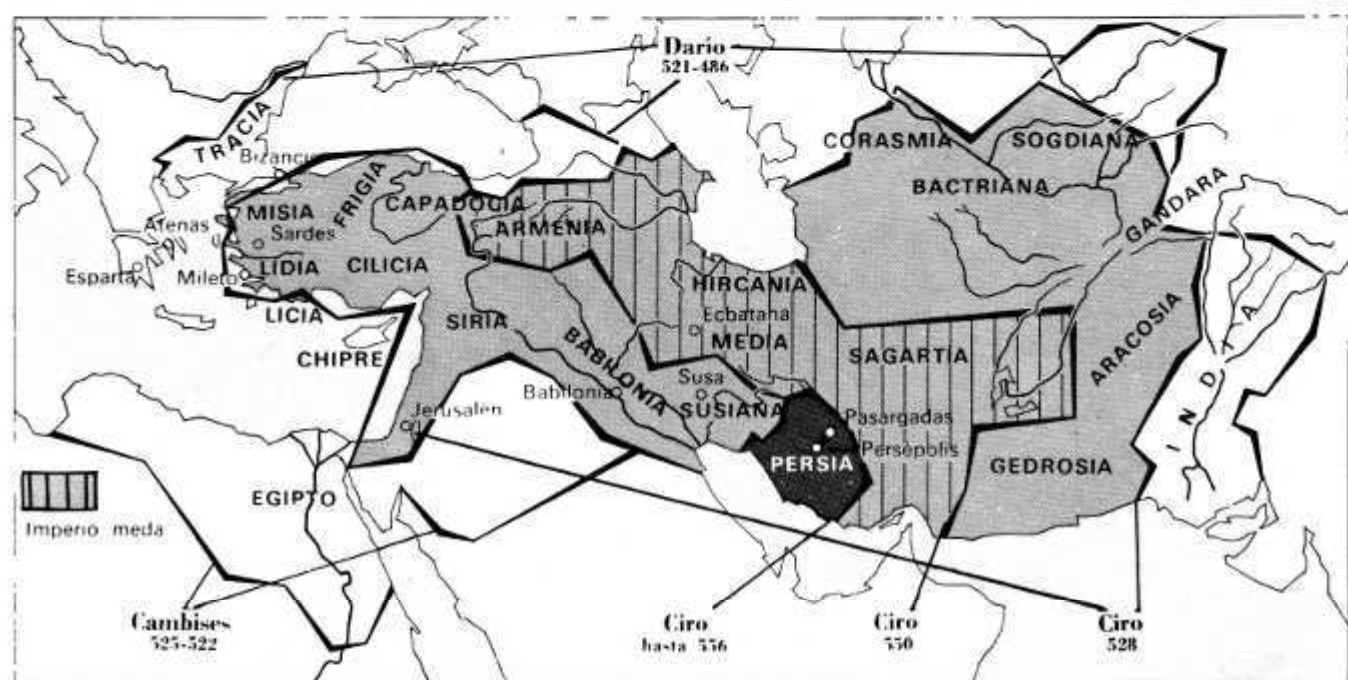 Darío
521-486
TRACIA
Bizancio
CORASMIA
SOGDIANA
BACTRIANA
GANDARA
FRIGIA
CAPADOCIA
ARMENIA
MISIA
Atenas
Sardes
Esparta
Mileto
LIDIA
CILICIA
LICIA
HIRCANIA
Ecbatana
MEDIA
SAGARTIA
ARACOSIA
INDIA
SIRIA
CHIPRE
BABILONIA
Babilonia
Susa
SUSIANA
Jerusalén
Pasargadas
Persépolis
PERSIA
GEDROSIA
EGIPTO
Imperio meda
Cambises
525-522
Ciro
hasta 556
Ciro
550
Ciro
528